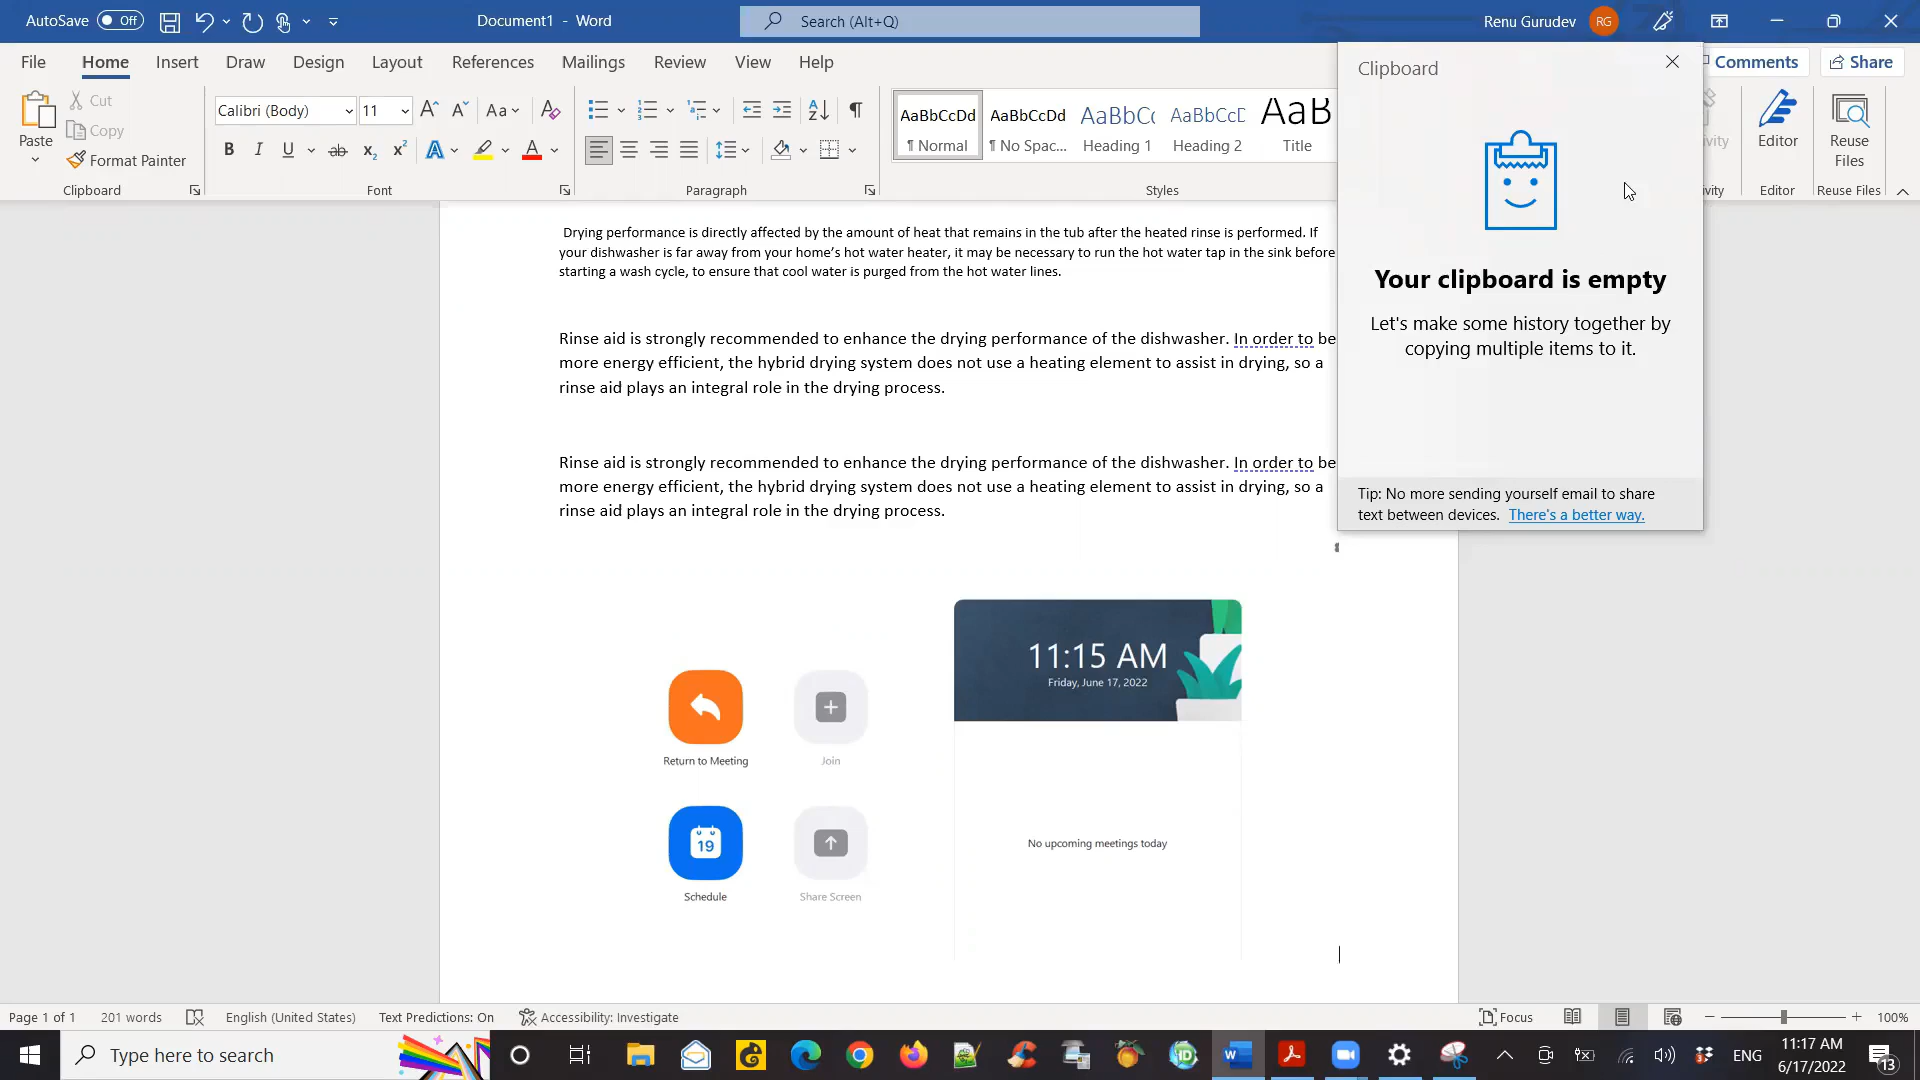 AutoSave Off Document1 - Word Search (Alt+Q) Renu Gurudev RG
File Home Insert Draw Design Layout References Mailings Review View Help Comments Share
Cut
Copy
Format Painter
Paste
Clipboard
Calibri (Body) 11
Font
Paragraph
AaBbCcDd AaBbCcDd AaBbCc AaBbCcD AaB
¶ Normal ¶ No Spac... Heading 1 Heading 2 Title
Styles
Editor
Reuse
Files
ivity Editor Reuse Files
Clipboard
Your clipboard is empty
Let's make some history together by
copying multiple items to it.
Tip: No more sending yourself email to share
text between devices. There's a better way.
Drying performance is directly affected by the amount of heat that remains in the tub after the heated rinse is performed. If
your dishwasher is far away from your home’s hot water heater, it may be necessary to run the hot water tap in the sink before
starting a wash cycle, to ensure that cool water is purged from the hot water lines.
Rinse aid is strongly recommended to enhance the drying performance of the dishwasher. In order to be
more energy efficient, the hybrid drying system does not use a heating element to assist in drying, so a
rinse aid plays an integral role in the drying process.
Rinse aid is strongly recommended to enhance the drying performance of the dishwasher. In order to be
more energy efficient, the hybrid drying system does not use a heating element to assist in drying, so a
rinse aid plays an integral role in the drying process.
11:15 AM
Friday, June 17, 2022
Return to Meeting Join
19
No upcoming meetings today
Schedule Share Screen
Page 1 of 1 201 words English (United States) Text Predictions: On Accessibility: Investigate Focus 100%
Type here to search
ENG 11:17 AM
6/17/2022
13